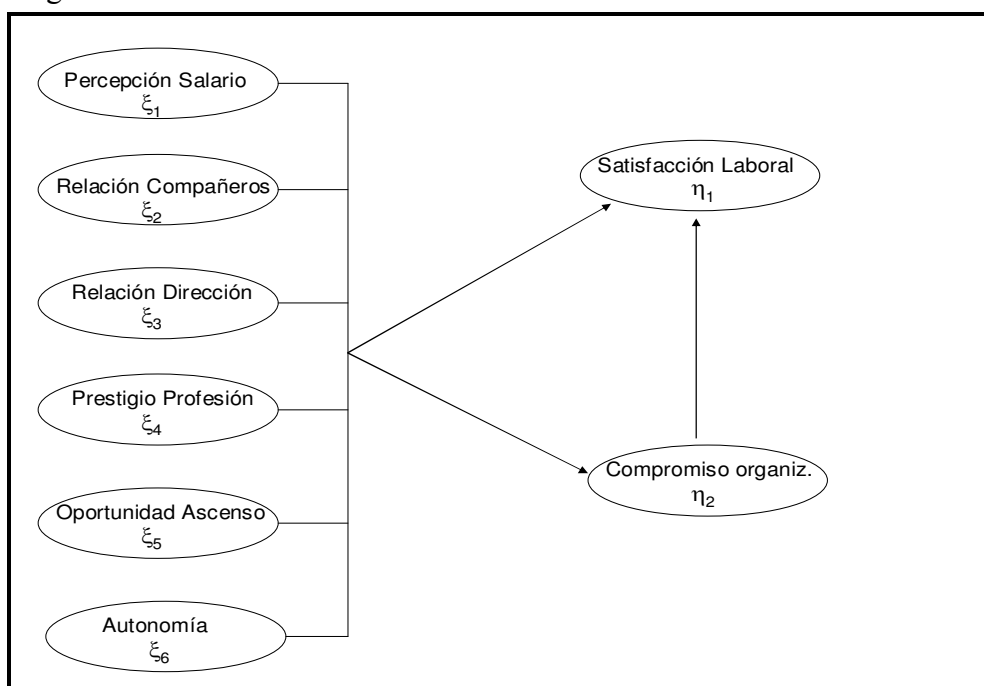 Percepción Salario
ξ1
Relación Compañeros
ξ2
Relación Dirección
ξ3
Prestigio Profesión
ξ4
Oportunidad Ascenso
ξ5
Autonomía
ξ6
Satisfacción Laboral
η1
Compromiso organiz.
η2